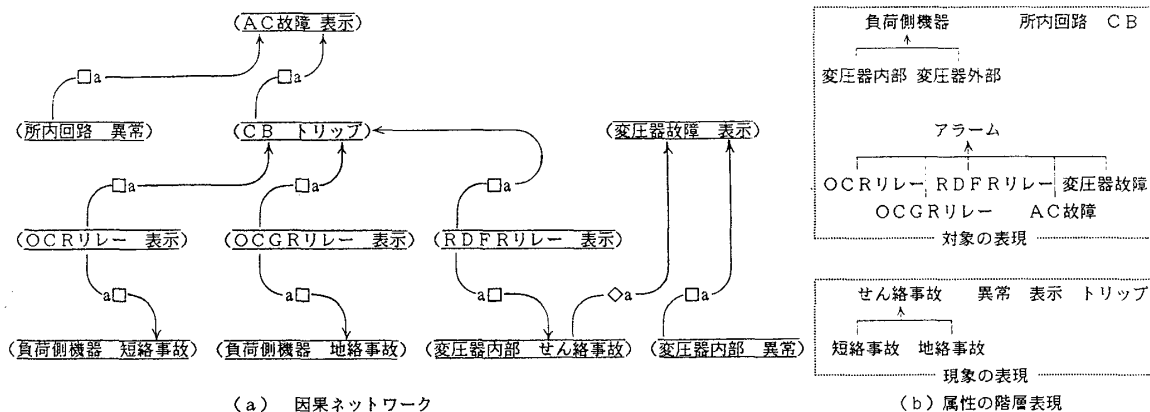 (AC故障 表示)
□a □a
(所内回路 異常) (CB トリップ) (変圧器故障 表示)
□a □a □a
(OCRリレー 表示) (OCGRリレー 表示) (RDFRリレー 表示)
a□ a□ a□ ◇a □a
(負荷側機器 短絡事故) (負荷側機器 地絡事故) (変圧器内部 せん絡事故) (変圧器内部 異常)
(a) 因果ネットワーク
負荷側機器 所内回路 CB
変圧器内部 変圧器外部
アラーム
OCRリレー RDFRリレー 変圧器故障
OCGRリレー AC故障
対象の表現
せん絡事故 異常 表示 トリップ
短絡事故 地絡事故
現象の表現
(b) 属性の階層表現